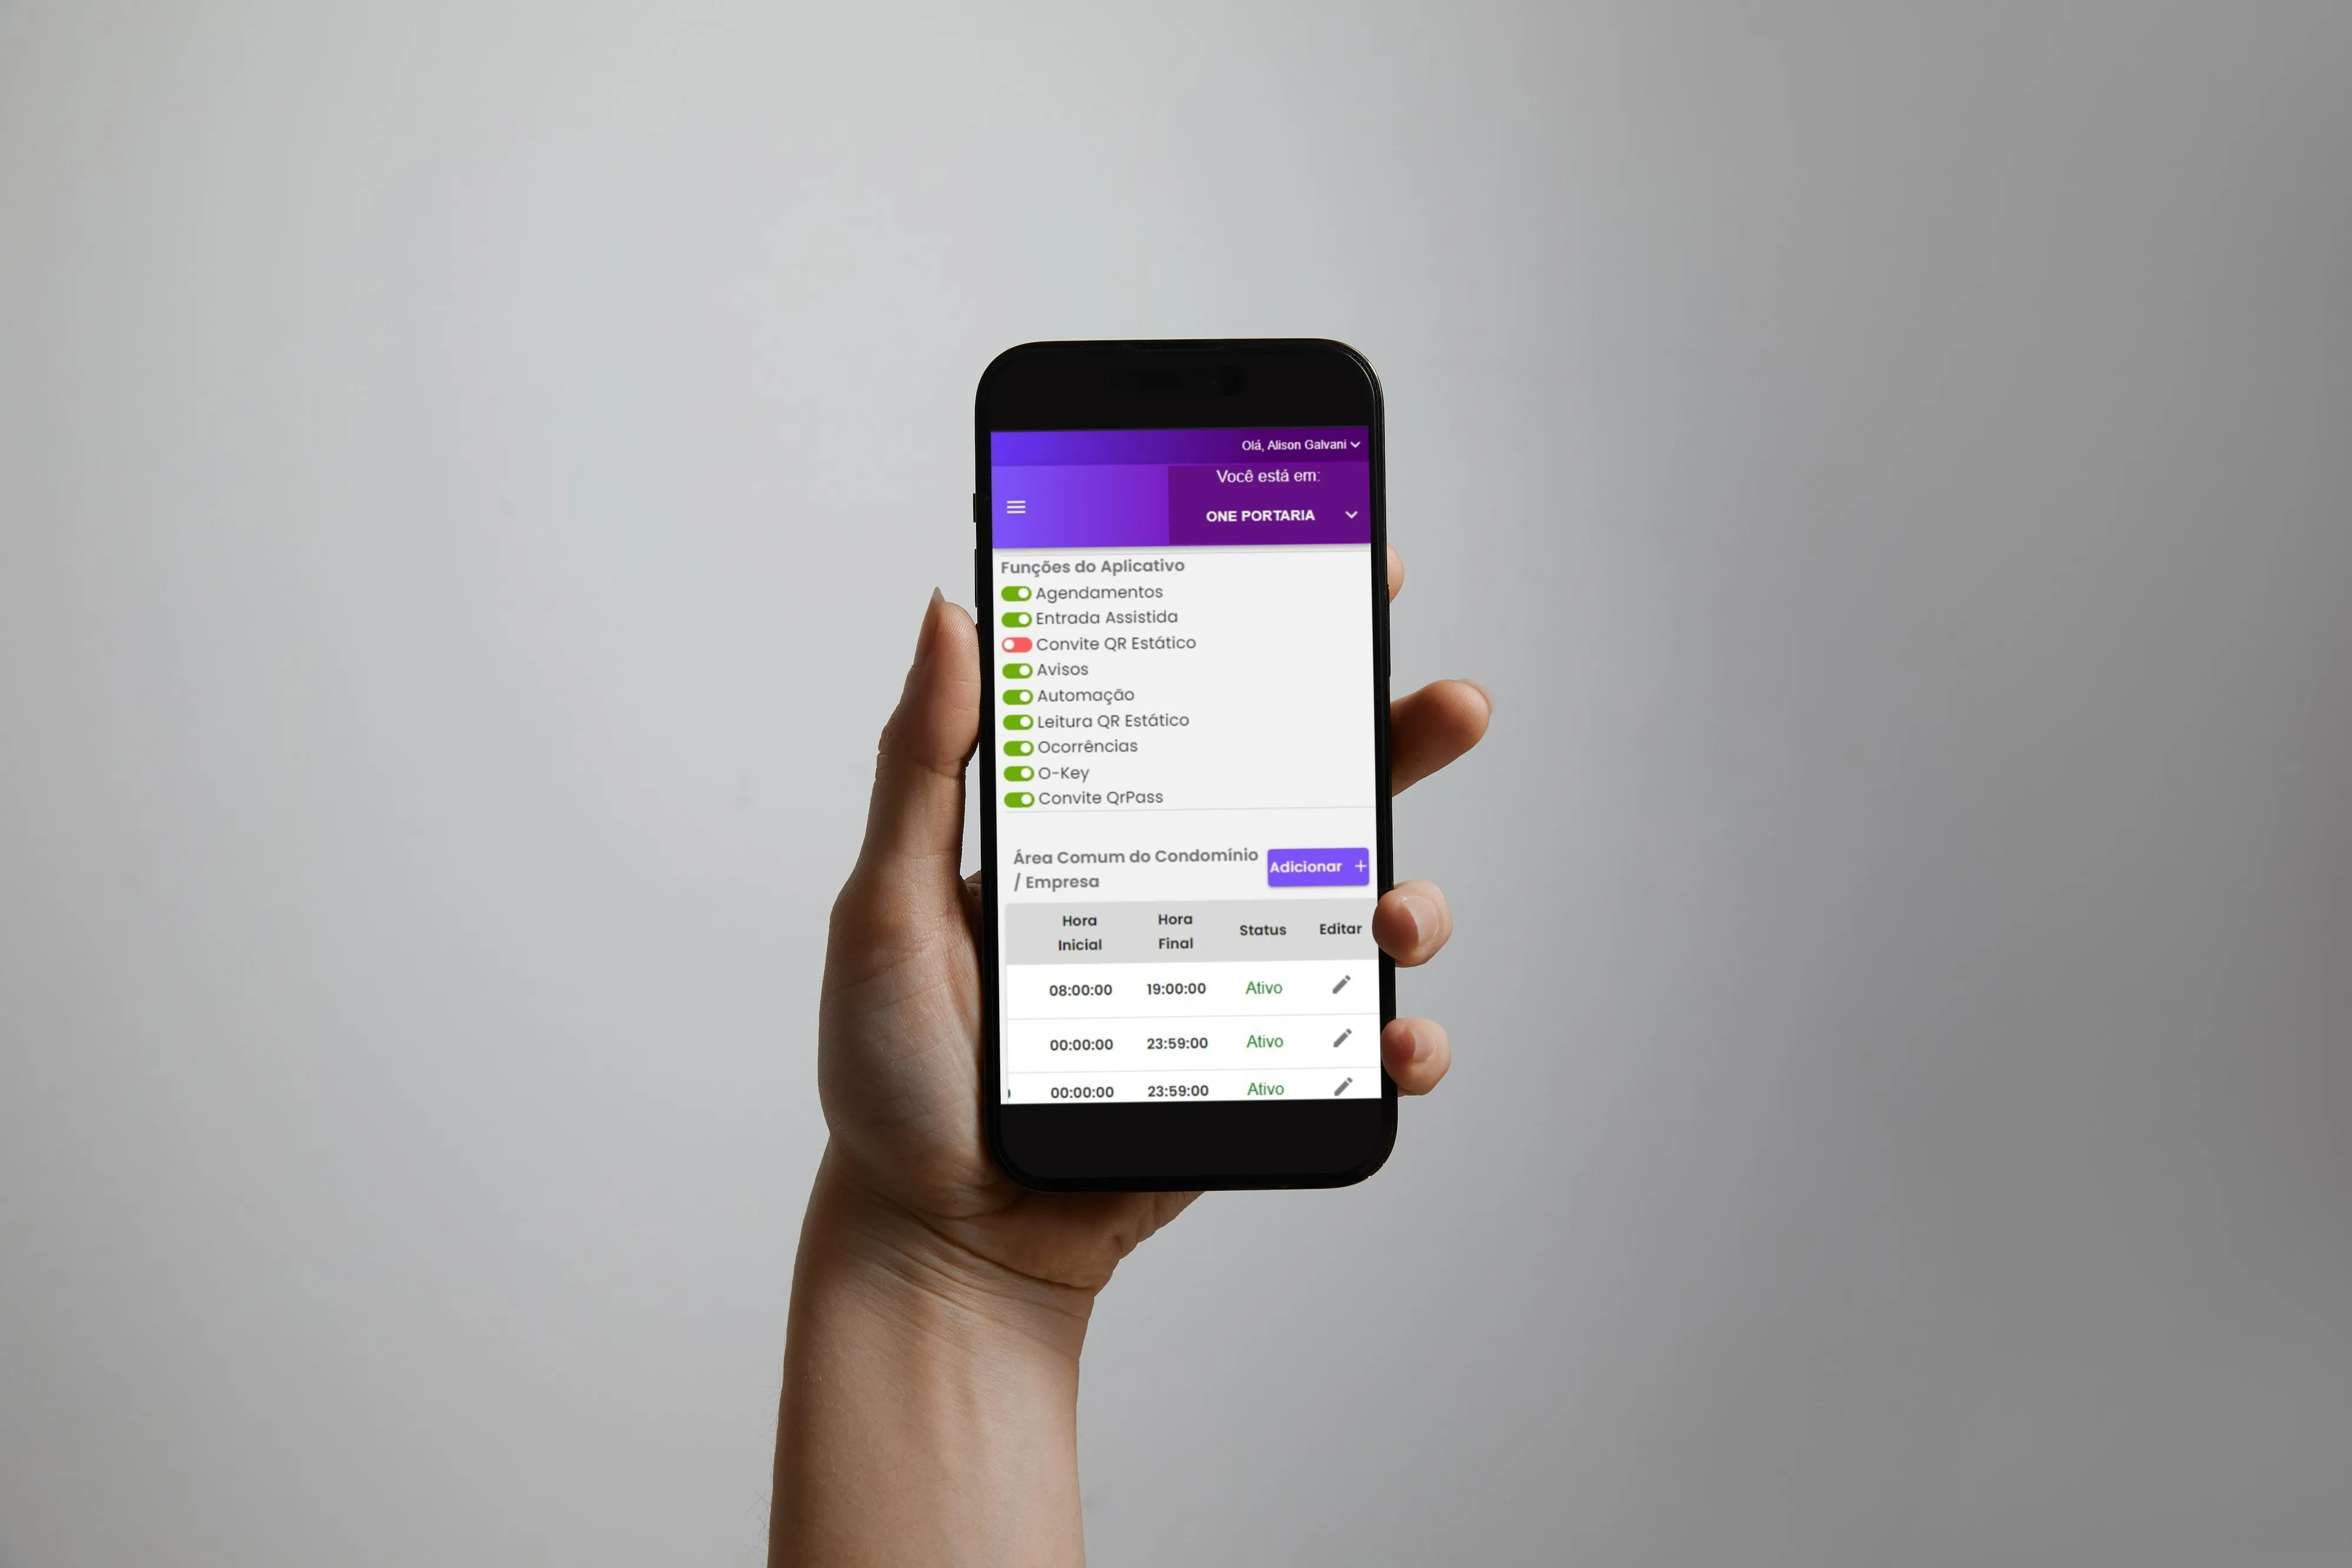 Olá, Alison Galvani
Você está em:
ONE PORTARIA
Funções do Aplicativo
Agendamentos
Entrada Assistida
Convite QR Estático
Avisos
Automação
Leitura QR Estático
Ocorrências
O-Key
Convite QrPass
Área Comum do Condomínio
/ Empresa
Adicionar +
Hora Inicial Hora Final Status Editar
08:00:00 19:00:00 Ativo
00:00:00 23:59:00 Ativo
00:00:00 23:59:00 Ativo